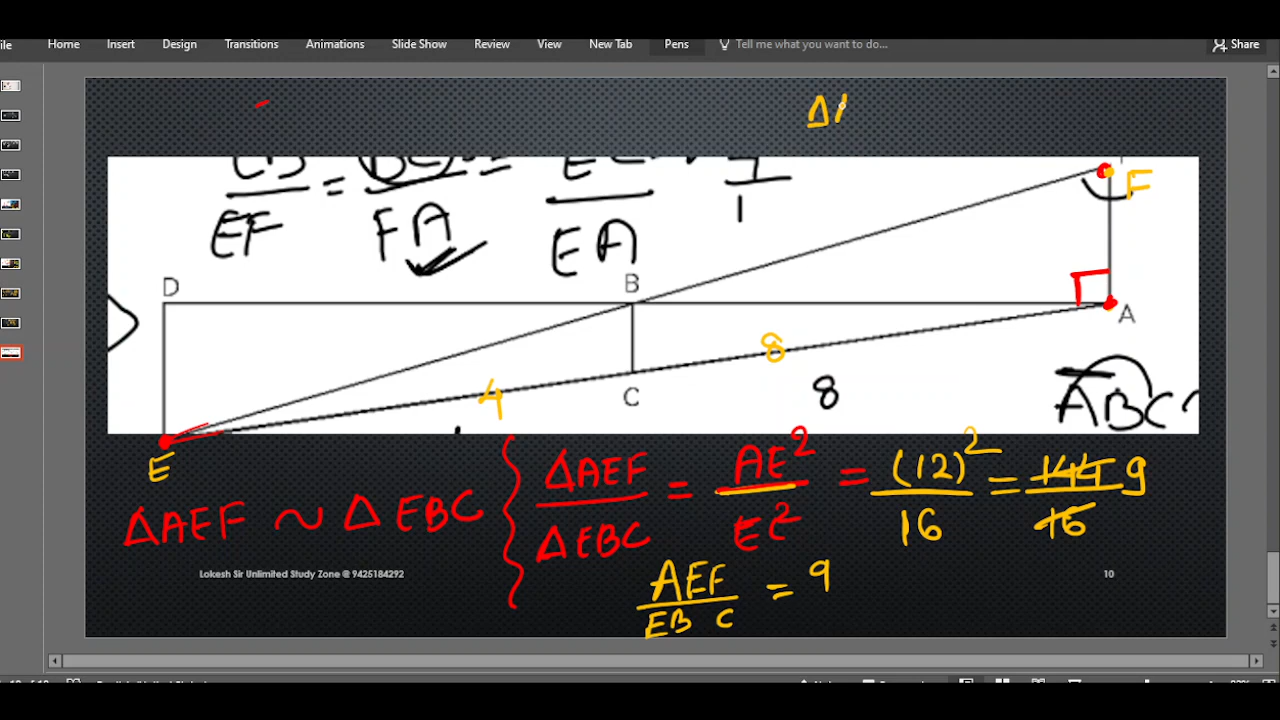 ile Home Insert Design Transitions Animations Slide Show Review View New Tab Pens Tell me what you want to do... Share
Δ
= =
EF FA EA 1
F
D B
A
8
4 C 8
ABC
E
ΔAEF ~ ΔEBC
ΔAEF / ΔEBC = AE² / EC² = (12)² / 16 = 144 / 16 9
AEF / EBC = 9
Lokesh Sir Unlimited Study Zone @ 9425184292 10